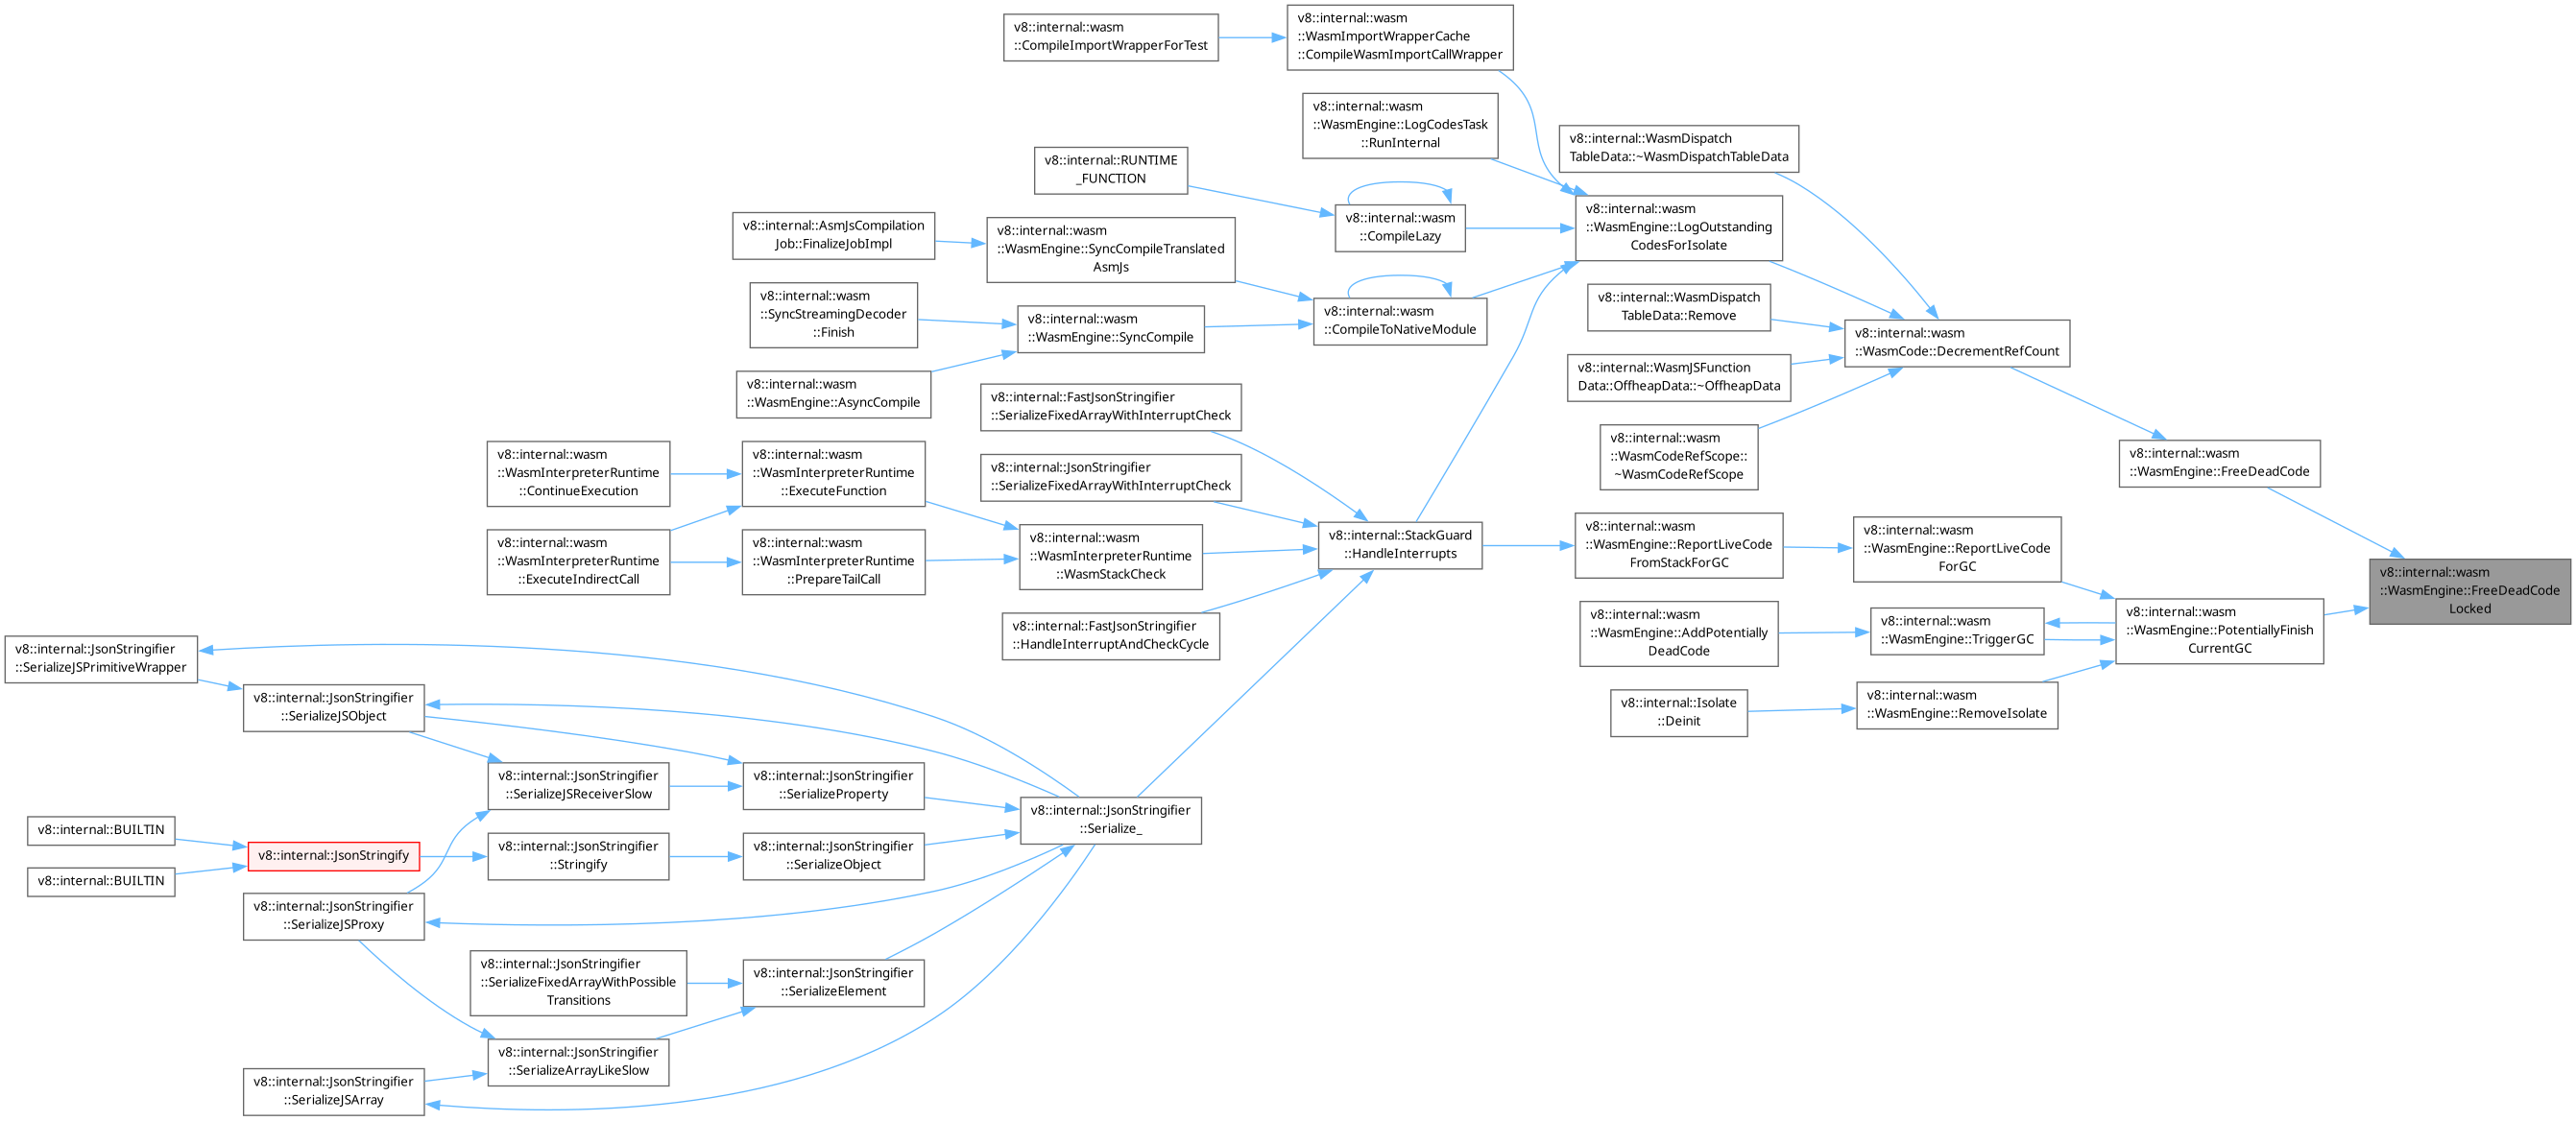 v8::internal::wasm
::CompileImportWrapperForTest
v8::internal::wasm
::WasmImportWrapperCache
::CompileWasmImportCallWrapper
v8::internal::wasm
::WasmEngine::LogCodesTask
::RunInternal
v8::internal::WasmDispatch
TableData::~WasmDispatchTableData
v8::internal::RUNTIME
_FUNCTION
v8::internal::wasm
::CompileLazy
v8::internal::wasm
::WasmEngine::LogOutstanding
CodesForIsolate
v8::internal::AsmJsCompilation
Job::FinalizeJobImpl
v8::internal::wasm
::WasmEngine::SyncCompileTranslated
AsmJs
v8::internal::wasm
::SyncStreamingDecoder
::Finish
v8::internal::wasm
::WasmEngine::SyncCompile
v8::internal::wasm
::CompileToNativeModule
v8::internal::WasmDispatch
TableData::Remove
v8::internal::wasm
::WasmCode::DecrementRefCount
v8::internal::wasm
::WasmEngine::AsyncCompile
v8::internal::WasmJSFunction
Data::OffheapData::~OffheapData
v8::internal::FastJsonStringifier
::SerializeFixedArrayWithInterruptCheck
v8::internal::wasm
::WasmCodeRefScope::
~WasmCodeRefScope
v8::internal::wasm
::WasmEngine::FreeDeadCode
v8::internal::wasm
::WasmInterpreterRuntime
::ContinueExecution
v8::internal::wasm
::WasmInterpreterRuntime
::ExecuteFunction
v8::internal::JsonStringifier
::SerializeFixedArrayWithInterruptCheck
v8::internal::wasm
::WasmInterpreterRuntime
::ExecuteIndirectCall
v8::internal::wasm
::WasmInterpreterRuntime
::PrepareTailCall
v8::internal::wasm
::WasmInterpreterRuntime
::WasmStackCheck
v8::internal::StackGuard
::HandleInterrupts
v8::internal::wasm
::WasmEngine::ReportLiveCode
FromStackForGC
v8::internal::wasm
::WasmEngine::ReportLiveCode
ForGC
v8::internal::wasm
::WasmEngine::FreeDeadCode
Locked
v8::internal::FastJsonStringifier
::HandleInterruptAndCheckCycle
v8::internal::wasm
::WasmEngine::AddPotentially
DeadCode
v8::internal::wasm
::WasmEngine::TriggerGC
v8::internal::wasm
::WasmEngine::PotentiallyFinish
CurrentGC
v8::internal::JsonStringifier
::SerializeJSPrimitiveWrapper
v8::internal::JsonStringifier
::SerializeJSObject
v8::internal::Isolate
::Deinit
v8::internal::wasm
::WasmEngine::RemoveIsolate
v8::internal::JsonStringifier
::SerializeJSReceiverSlow
v8::internal::JsonStringifier
::SerializeProperty
v8::internal::JsonStringifier
::Serialize_
v8::internal::BUILTIN
v8::internal::JsonStringify
v8::internal::JsonStringifier
::Stringify
v8::internal::JsonStringifier
::SerializeObject
v8::internal::BUILTIN
v8::internal::JsonStringifier
::SerializeJSProxy
v8::internal::JsonStringifier
::SerializeFixedArrayWithPossible
Transitions
v8::internal::JsonStringifier
::SerializeElement
v8::internal::JsonStringifier
::SerializeArrayLikeSlow
v8::internal::JsonStringifier
::SerializeJSArray